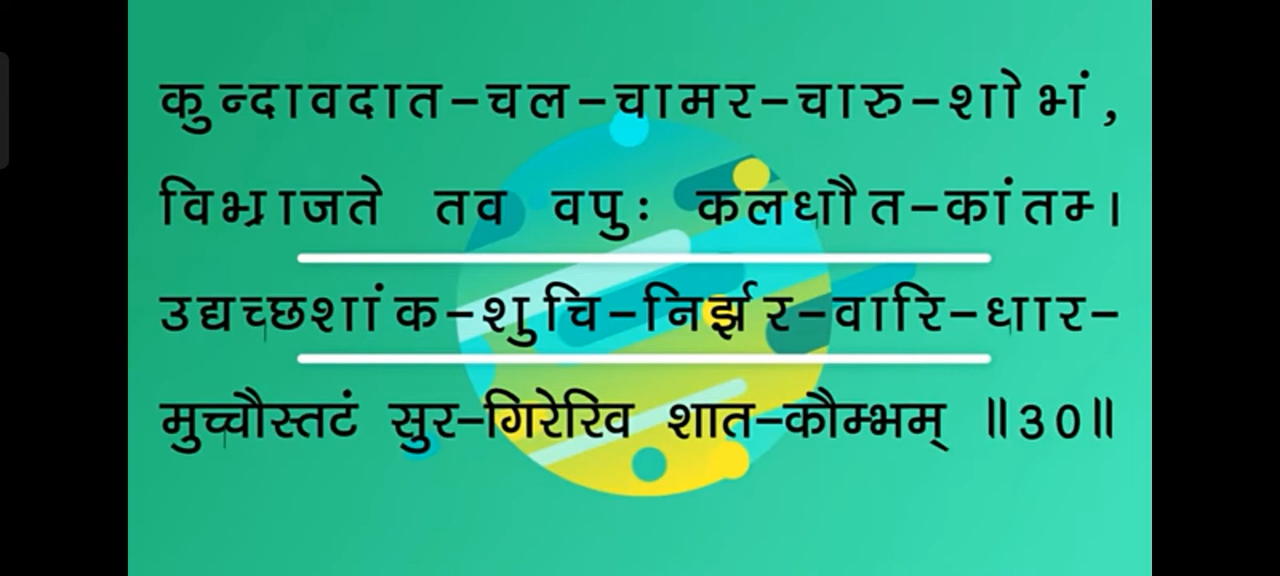 कुन्दावदात-चल-चामर-चारु-शोभां,
विभ्राजते तव वपुः कलधौत-कांतम्।
उद्यच्छशांक-शुचि-निर्झर-वारि-धार-
मुच्चौस्तटं सुर-गिरेरिव शात-कौम्भम् ॥30॥